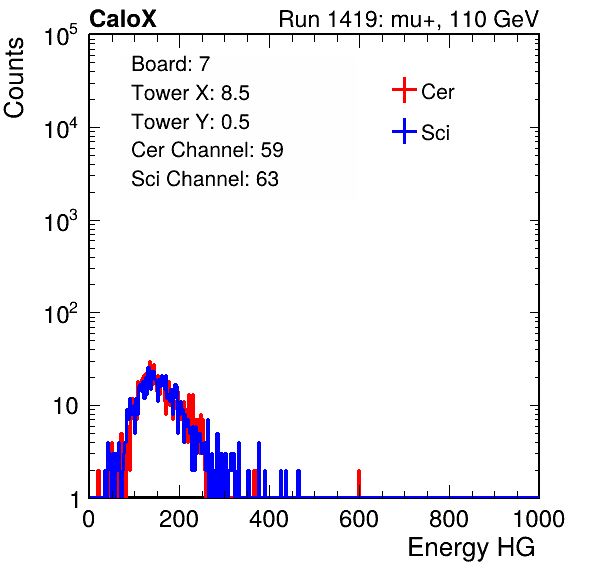 CaloX Run 1419: mu+, 110 GeV
Counts
10^5
10^4
10^3
10^2
10
1
Board: 7
Tower X: 8.5
Tower Y: 0.5
Cer Channel: 59
Sci Channel: 63
Cer
Sci
0 200 400 600 800 1000
Energy HG